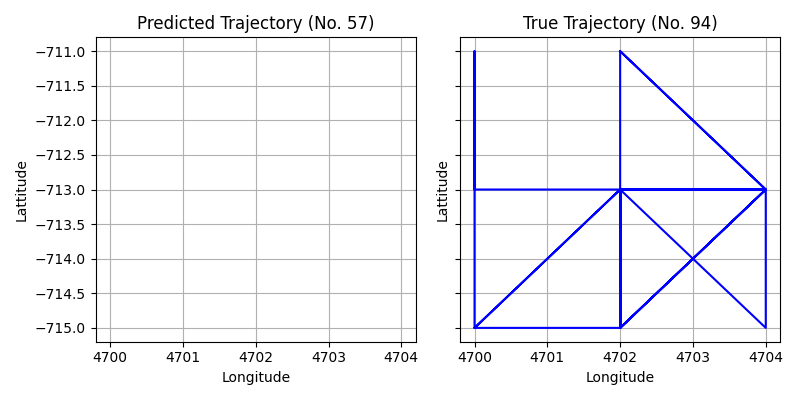 Predicted Trajectory (No. 57)
True Trajectory (No. 94)
−711.0
−711.5
−712.0
−712.5
−713.0
−713.5
−714.0
−714.5
−715.0
Lattitude
Lattitude
4700 4701 4702 4703 4704
4700 4701 4702 4703 4704
Longitude
Longitude